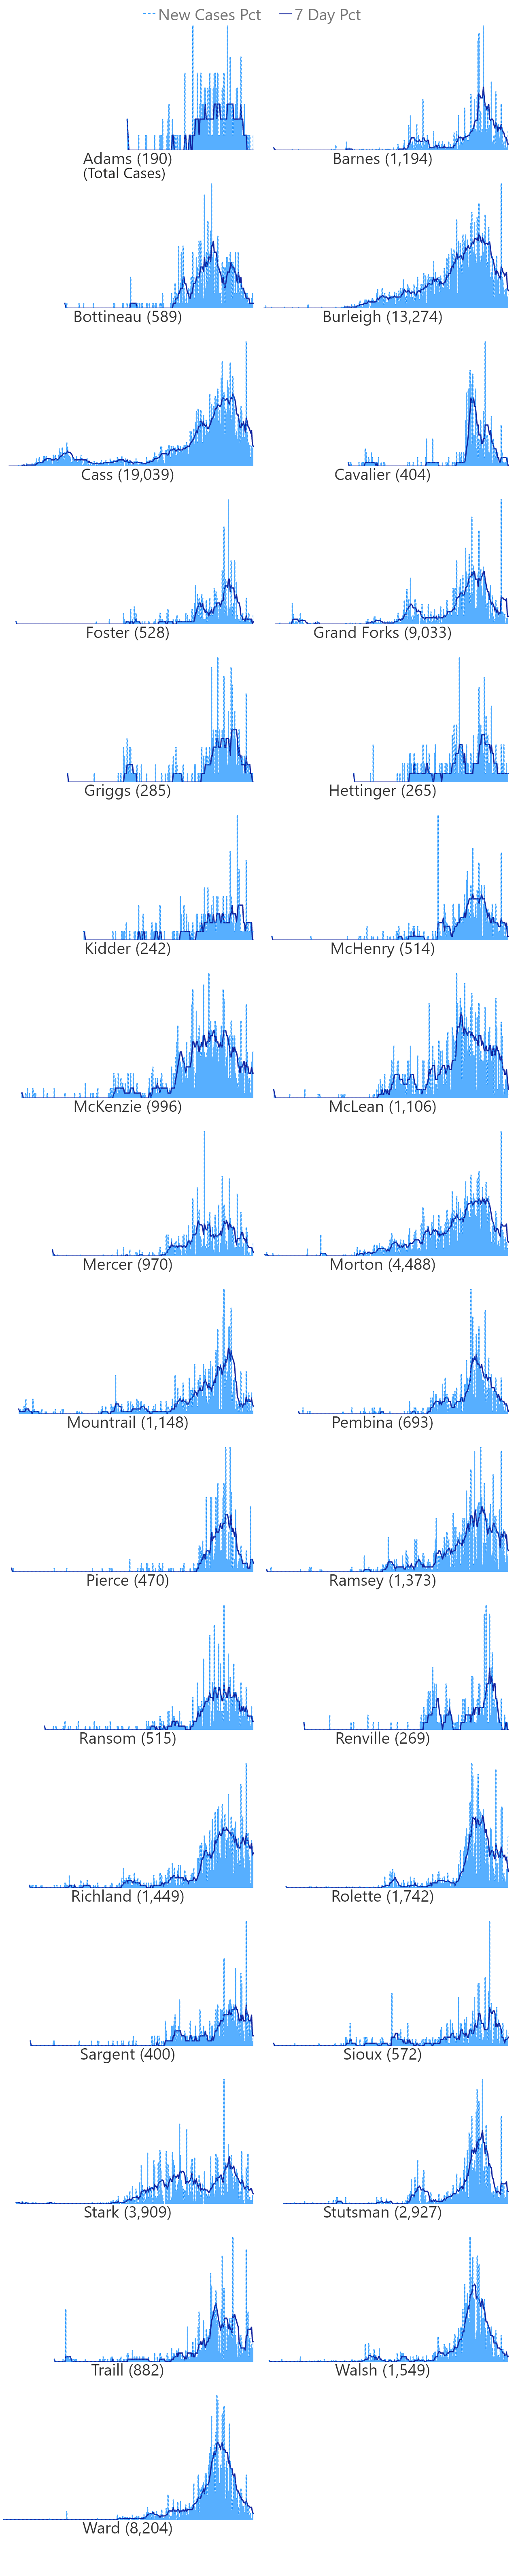 New Cases Pct 7 Day Pct
Adams (190) Barnes (1,194)
(Total Cases)
Bottineau (589) Burleigh (13,274)
Cass (19,039) Cavalier (404)
Foster (528) Grand Forks (9,033)
Griggs (285) Hettinger (265)
Kidder (242) McHenry (514)
McKenzie (996) McLean (1,106)
Mercer (970) Morton (4,488)
Mountrail (1,148) Pembina (693)
Pierce (470) Ramsey (1,373)
Ransom (515) Renville (269)
Richland (1,449) Rolette (1,742)
Sargent (400) Sioux (572)
Stark (3,909) Stutsman (2,927)
Traill (882) Walsh (1,549)
Ward (8,204)